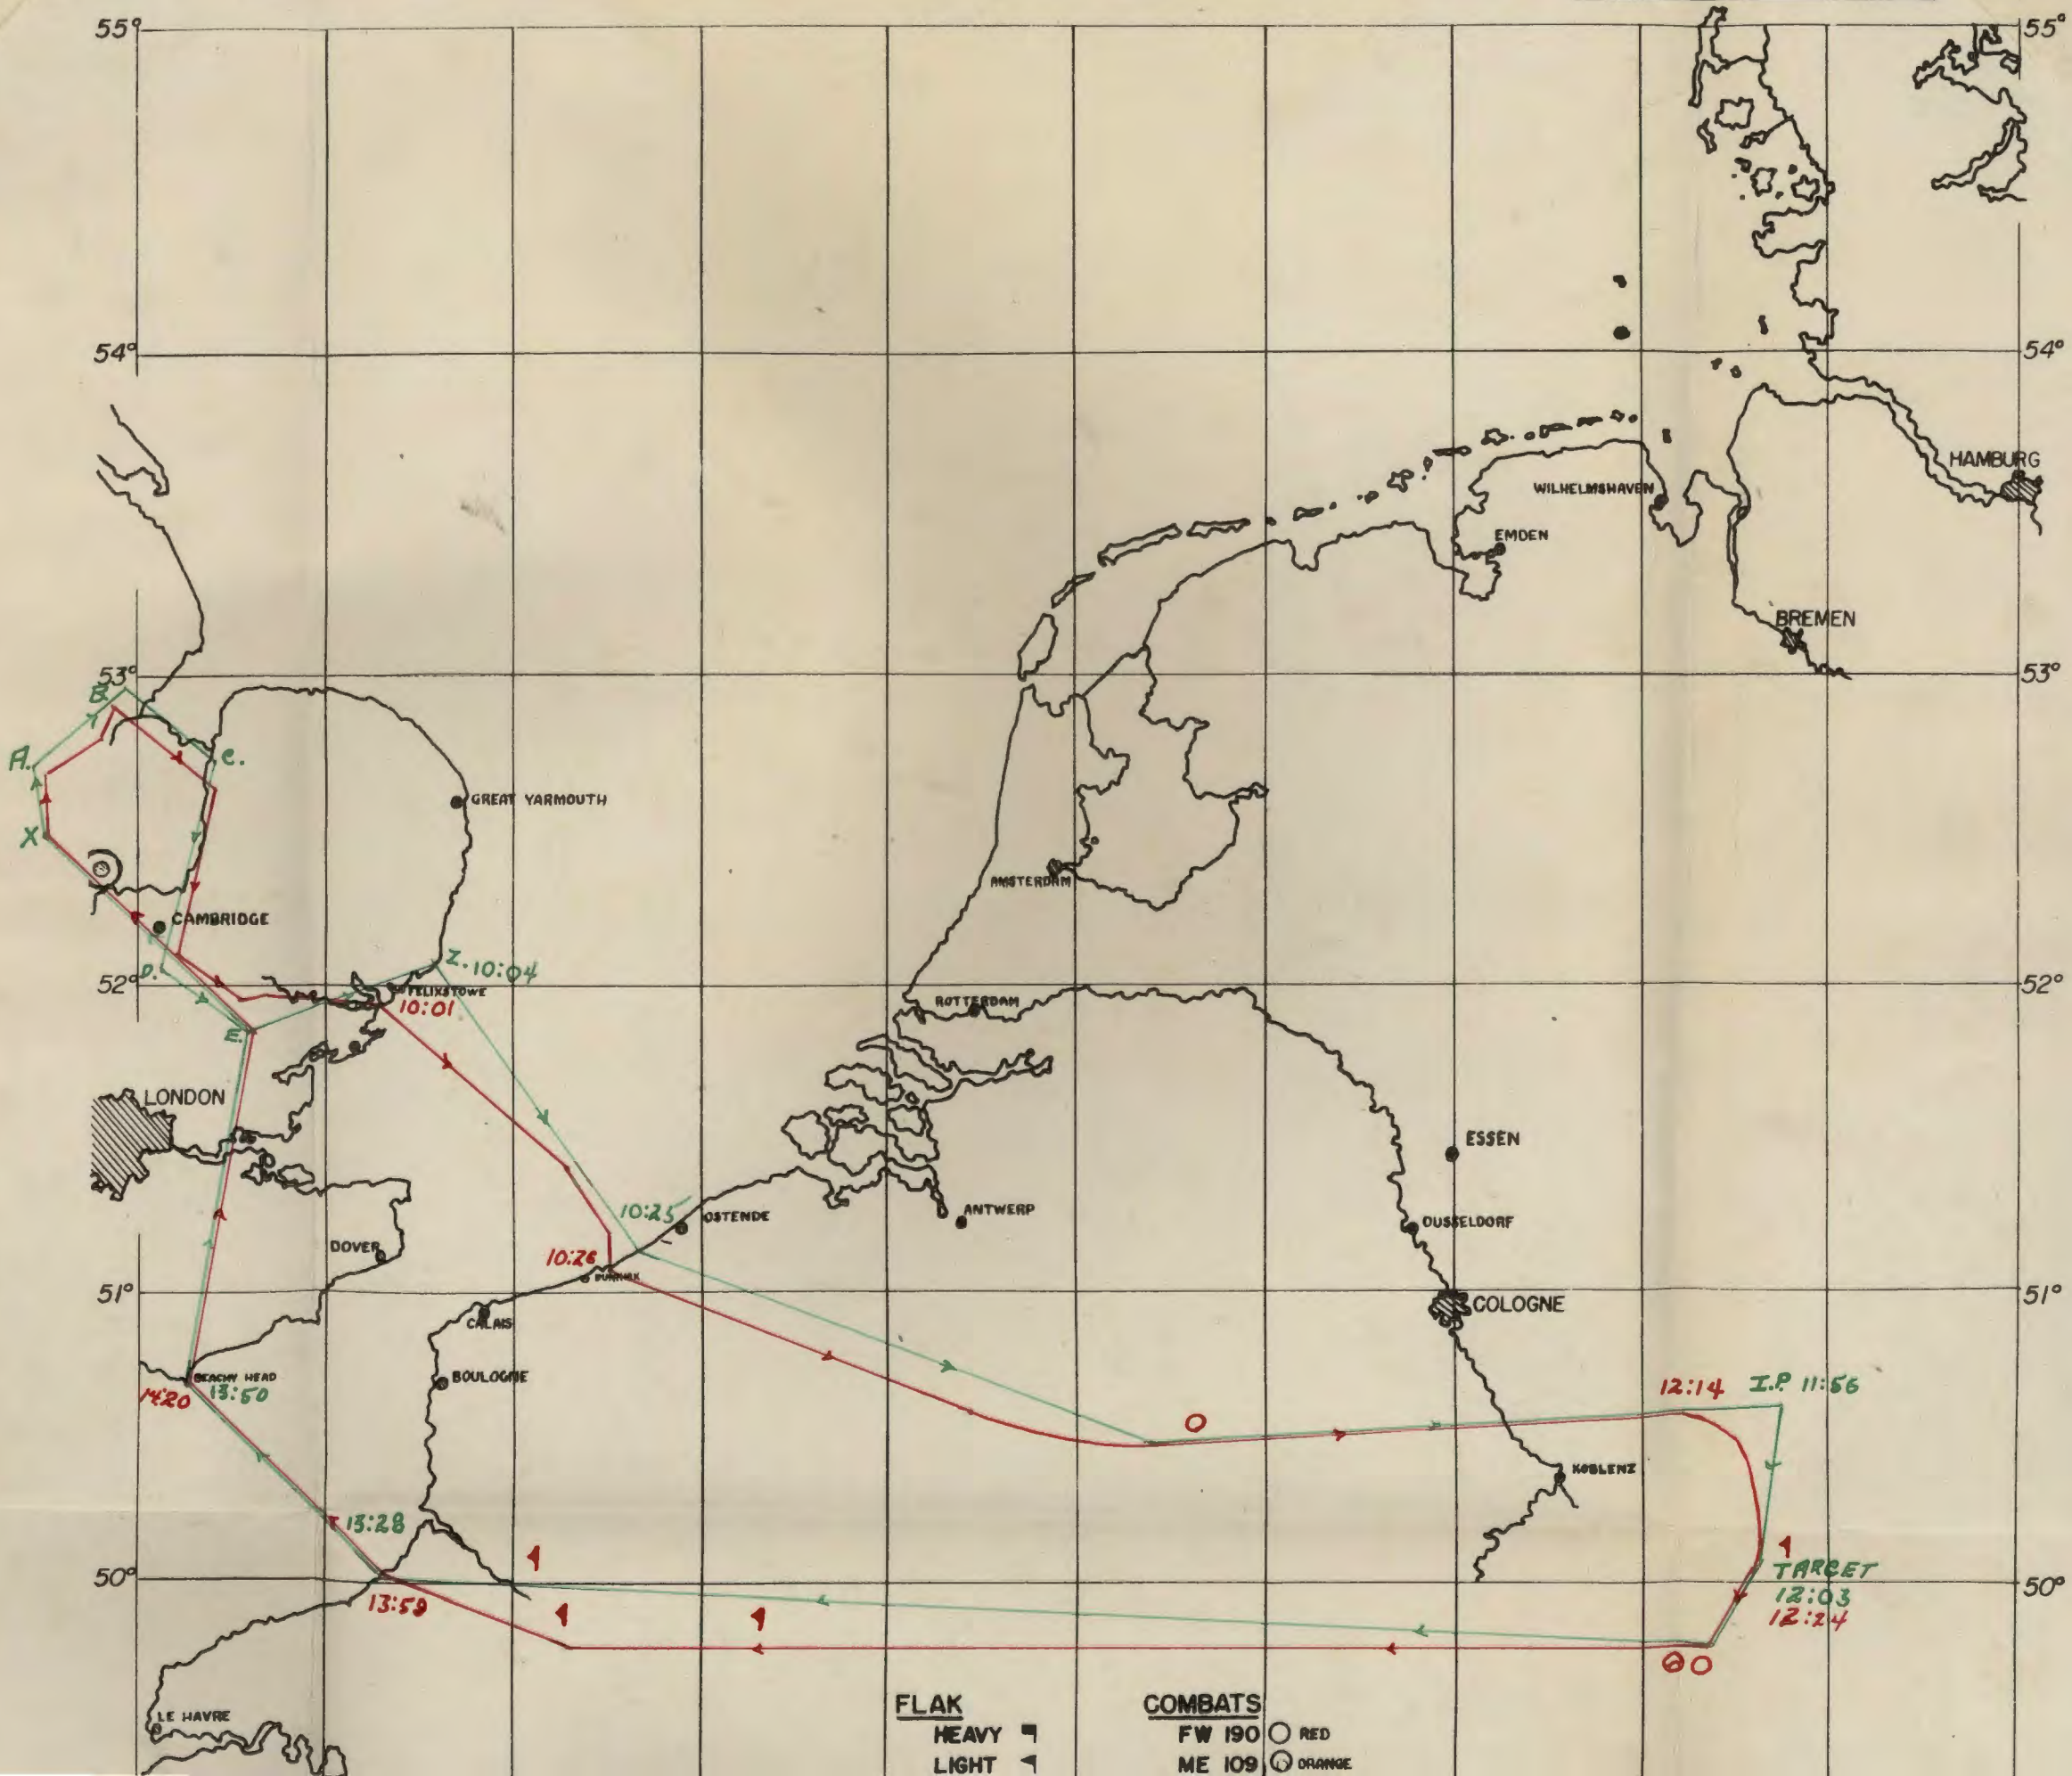 55° 55°
54° 54°
HAMBURG
WILHELMSHAVEN
EMDEN
BREMEN
53° 53°
B.
A. C.
GREAT YARMOUTH
X
AMSTERDAM
CAMBRIDGE
Z. 10:04
D.
52° 52°
FELIXSTOWE
10:01
ROTTERDAM
E.
LONDON
ESSEN
10:25
OSTENDE
ANTWERP
DUSSELDORF
DOVER
10:26
DUNKIRK
51° 51°
COLOGNE
CALAIS
BEACHY HEAD
BOULOGNE
14:20 13:50
12:14 I.P. 11:56
KOBLENZ
13:28
50° 50°
TARGET
13:59
12:03
12:24
LE HAVRE
FLAK COMBATS
HEAVY FW 190 RED
LIGHT ME 109 ORANGE